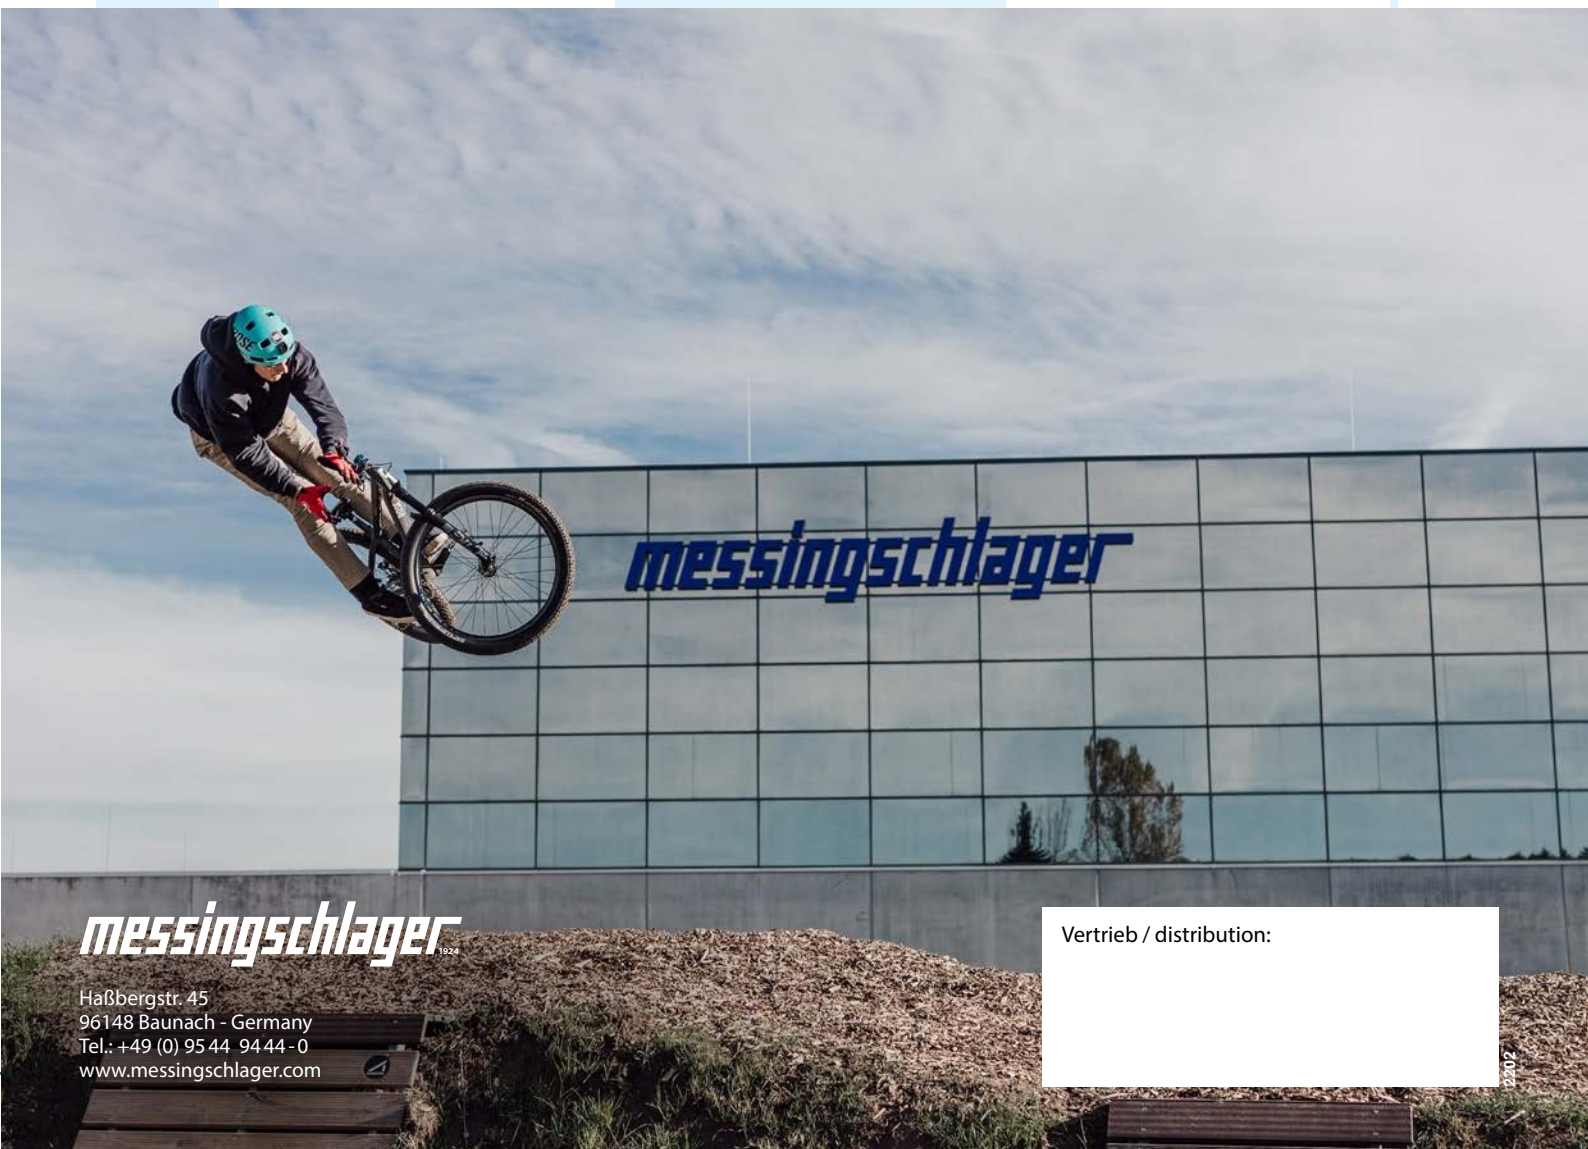 messingschlager
messingschlager
1924
Haßbergstr. 45
96148 Baunach - Germany
Tel.: +49 (0) 95 44 94 44 - 0
www.messingschlager.com
Vertrieb / distribution:
2202